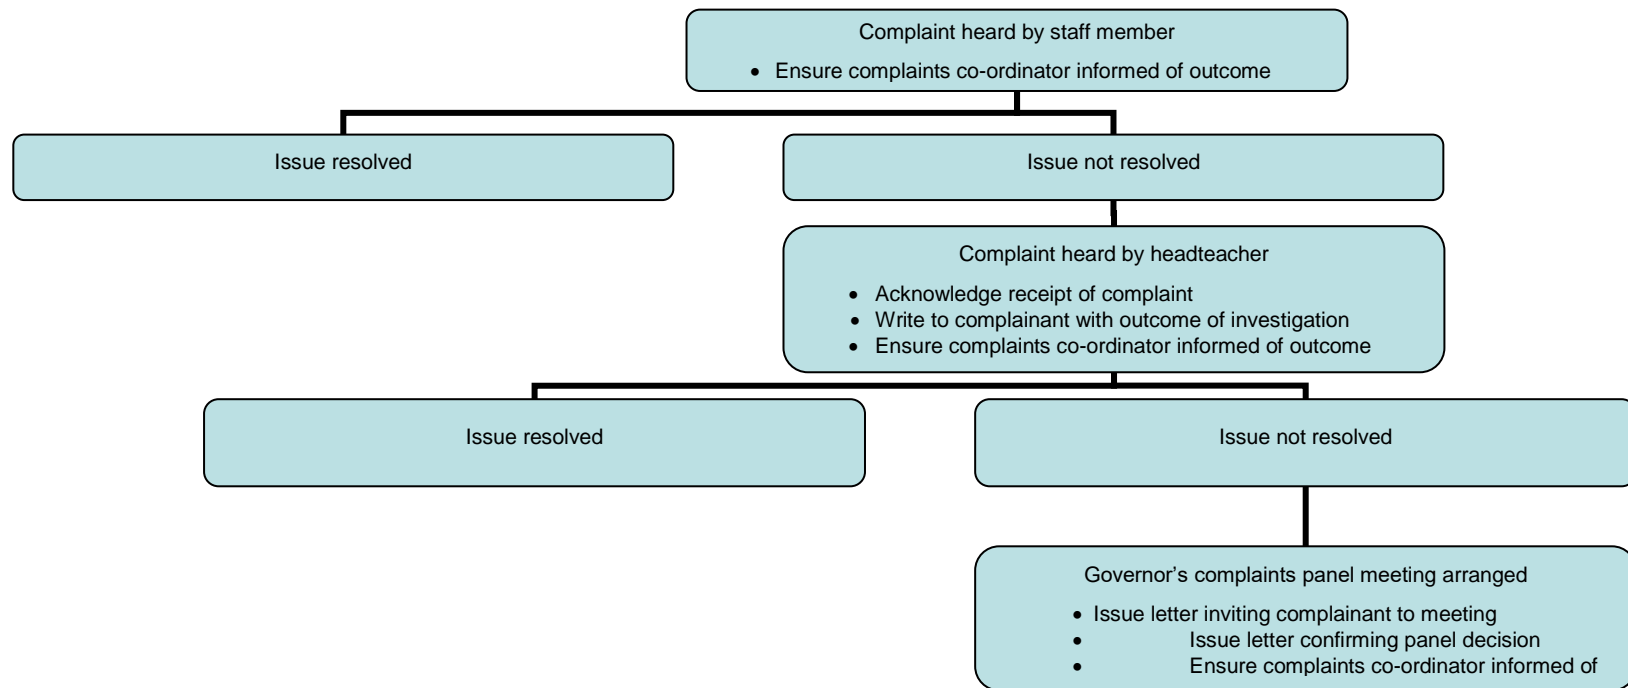 Complaint heard by staff member
• Ensure complaints co-ordinator informed of outcome
Issue resolved
Issue not resolved
Complaint heard by headteacher
• Acknowledge receipt of complaint
• Write to complainant with outcome of investigation
• Ensure complaints co-ordinator informed of outcome
Issue resolved
Issue not resolved
Governor’s complaints panel meeting arranged
• Issue letter inviting complainant to meeting
• Issue letter confirming panel decision
• Ensure complaints co-ordinator informed of